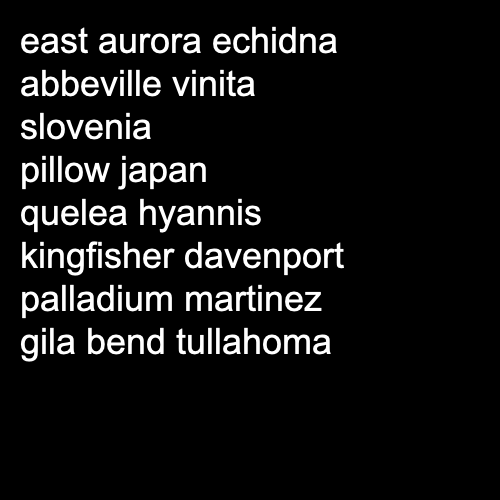 east aurora echidna
abbeville vinita
slovenia
pillow japan
quelea hyannis
kingfisher davenport
palladium martinez
gila bend tullahoma